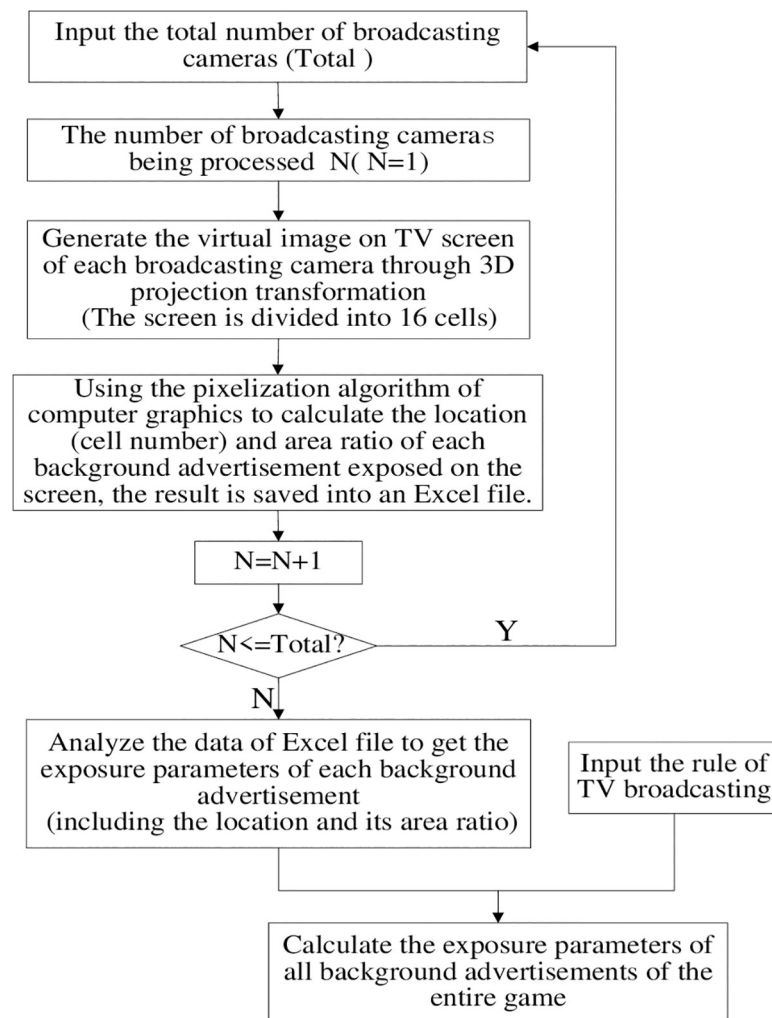 Input the total number of broadcasting
cameras (Total )
The number of broadcasting cameras
being processed N( N=1)
Generate the virtual image on TV screen
of each broadcasting camera through 3D
projection transformation
(The screen is divided into 16 cells)
Using the pixelization algorithm of
computer graphics to calculate the location
(cell number) and area ratio of each
background advertisement exposed on the
screen, the result is saved into an Excel file.
N=N+1
N<=Total?
Y
N
Analyze the data of Excel file to get the
exposure parameters of each background
advertisement
(including the location and its area ratio)
Input the rule of
TV broadcasting
Calculate the exposure parameters of
all background advertisements of the
entire game